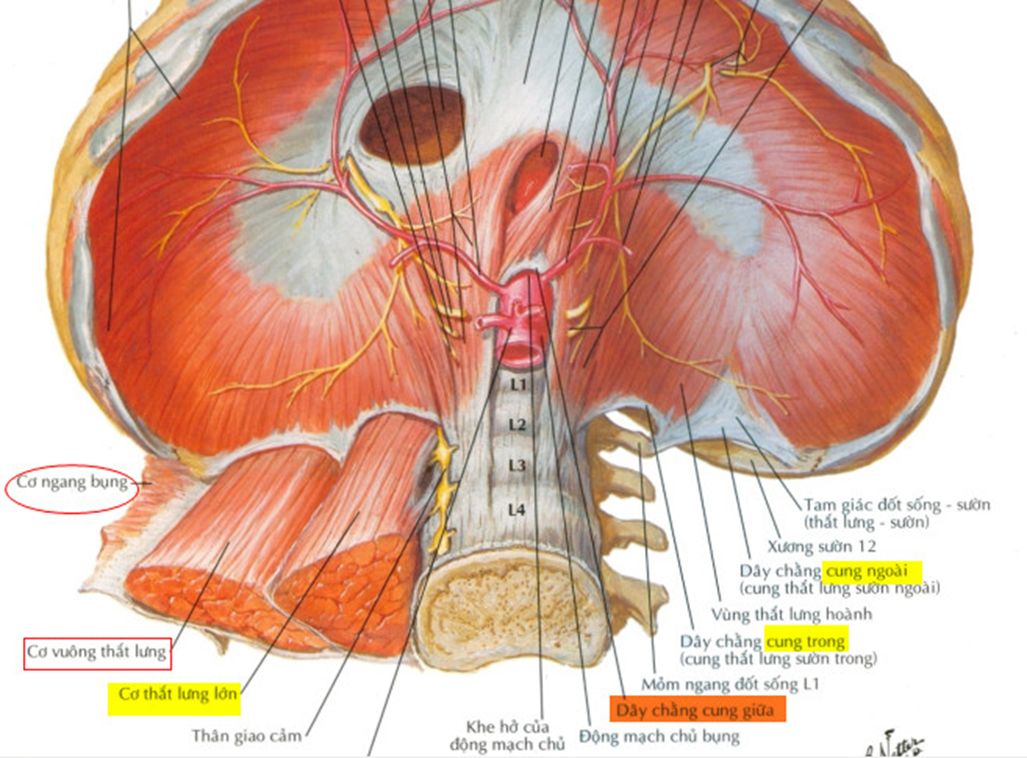 L1
L2
L3
L4
Cơ ngang bụng
Tam giác đốt sống - sườn
(thắt lưng - sườn)
Xương sườn 12
Dây chằng cung ngoài
(cung thắt lưng sườn ngoài)
Vùng thắt lưng hoành
Dây chằng cung trong
(cung thắt lưng sườn trong)
Mỏm ngang đốt sống L1
Dây chằng cung giữa
Động mạch chủ bụng
Cơ vuông thắt lưng
Cơ thắt lưng lớn
Thân giao cảm
Khe hở của
động mạch chủ